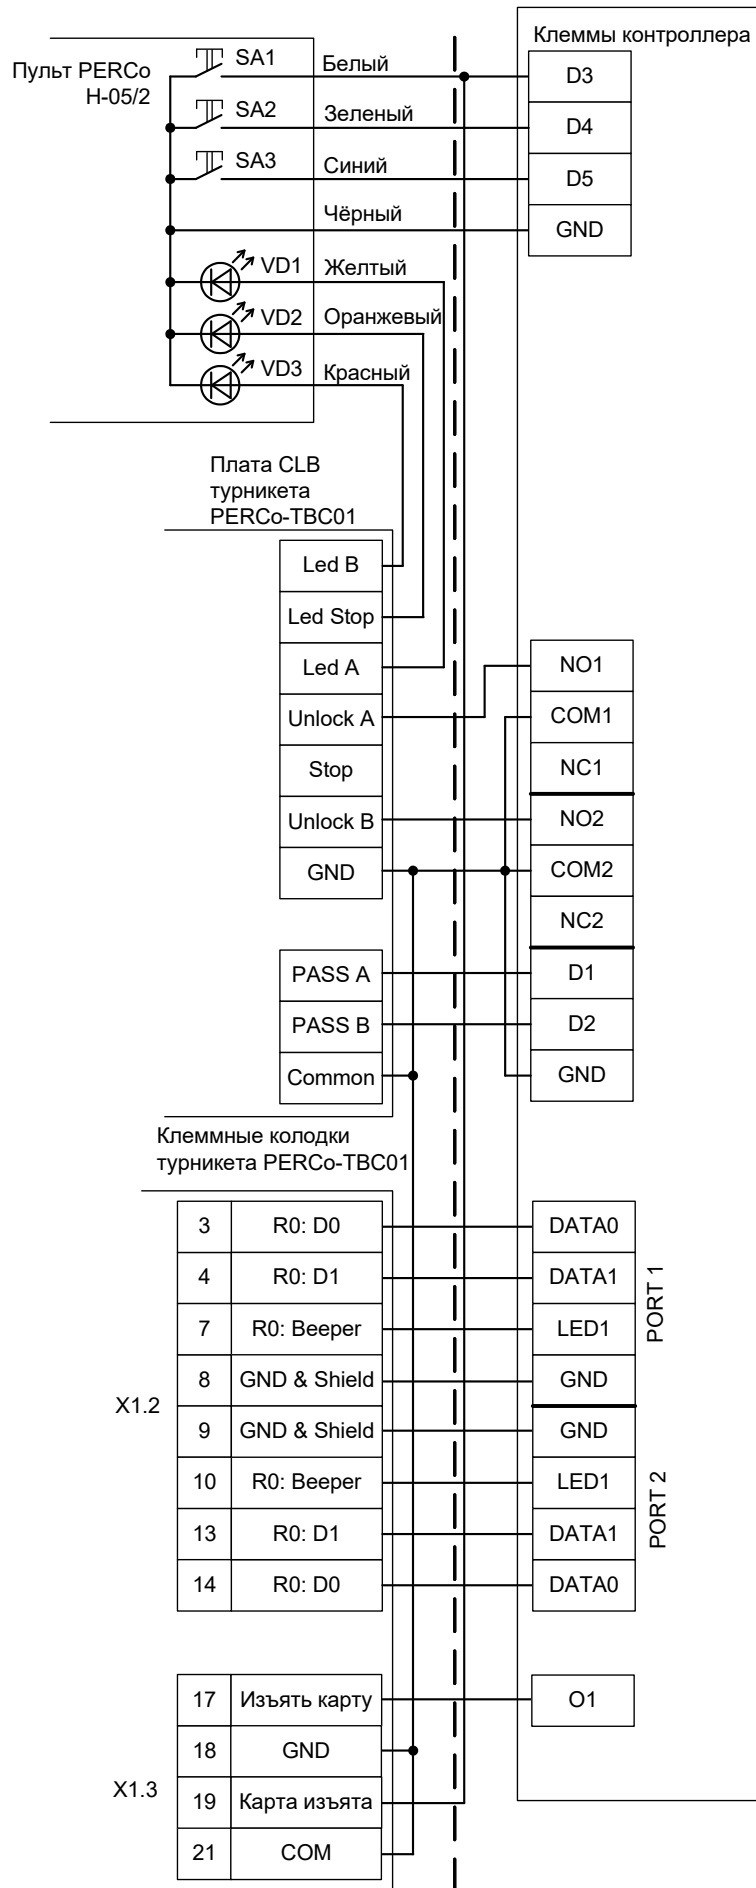 Клеммы контроллера
Пульт PERCo
H-05/2
SA1
Белый
D3
SA2
Зеленый
D4
SA3
Синий
D5
Чёрный
GND
VD1
Желтый
VD2
Оранжевый
VD3
Красный
Плата CLB
турникета
PERCo-TBC01
Led B
Led Stop
Led A
NO1
Unlock A
COM1
Stop
NC1
Unlock B
NO2
GND
COM2
NC2
PASS A
D1
PASS B
D2
Common
GND
Клеммные колодки
турникета PERCo-TBC01
3
R0: D0
DATA0
4
R0: D1
DATA1
PORT 1
7
R0: Beeper
LED1
8
GND & Shield
GND
X1.2
9
GND & Shield
GND
10
R0: Beeper
LED1
PORT 2
13
R0: D1
DATA1
14
R0: D0
DATA0
17
Изъять карту
O1
18
GND
X1.3
19
Карта изъята
21
COM